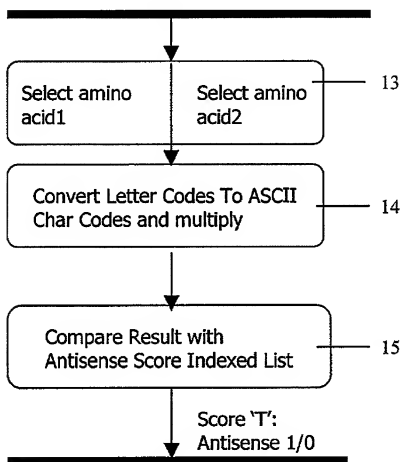 Select amino
acid1
Select amino
acid2
13
Convert Letter Codes To ASCII
Char Codes and multiply
14
Compare Result with
Antisense Score Indexed List
15
Score ‘T’:
Antisense 1/0